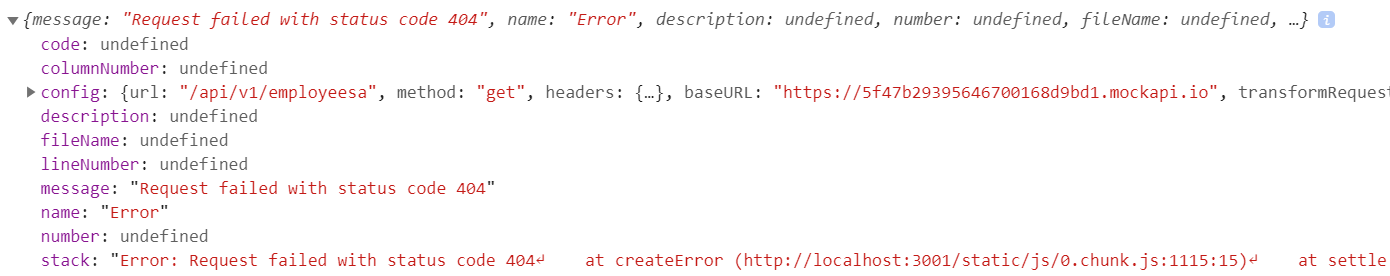 ▼{message: "Request failed with status code 404", name: "Error", description: undefined, number: undefined, fileName: undefined, …} i
code: undefined
columnNumber: undefined
▶config: {url: "/api/v1/employeesa", method: "get", headers: {…}, baseURL: "https://5f47b29395646700168d9bd1.mockapi.io", transformRequest
description: undefined
fileName: undefined
lineNumber: undefined
message: "Request failed with status code 404"
name: "Error"
number: undefined
stack: "Error: Request failed with status code 404↵    at createError (http://localhost:3001/static/js/0.chunk.js:1115:15)↵    at settle